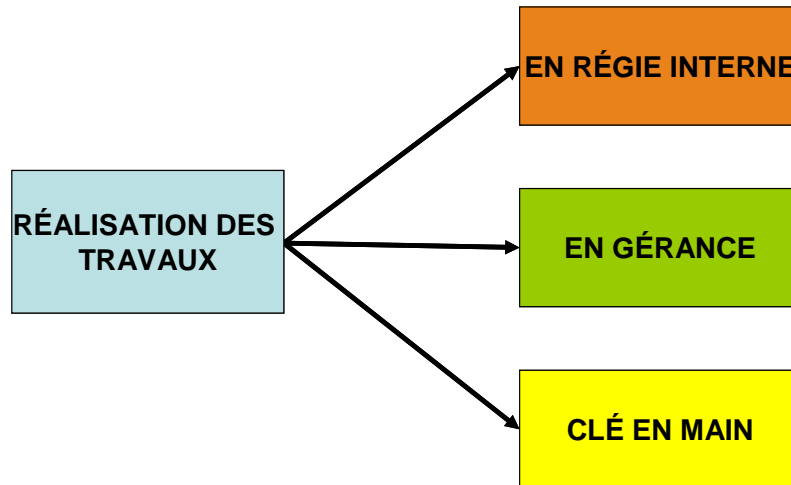 EN RÉGIE INTERNE
RÉALISATION DES
TRAVAUX
EN GÉRANCE
CLÉ EN MAIN